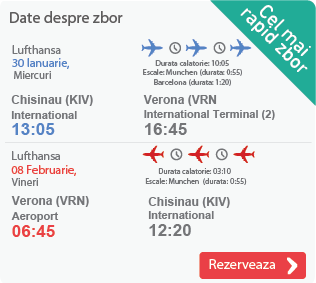 Date despre zbor
Cel mai
rapid zbor
Lufthansa
30 Ianuarie,
Miercuri
Durata calatorie: 10:05
Escale: Munchen (durata: 0:55)
Barcelona (durata: 1:20)
Chisinau (KIV)
International
13:05
Verona (VRN
International Terminal (2)
16:45
Lufthansa
08 Februarie,
Vineri
Durata calatorie: 03:10
Escale: Munchen (durata: 0:55)
Verona (VRN)
Aeroport
06:45
Chisinau (KIV)
International
12:20
Rezerveaza